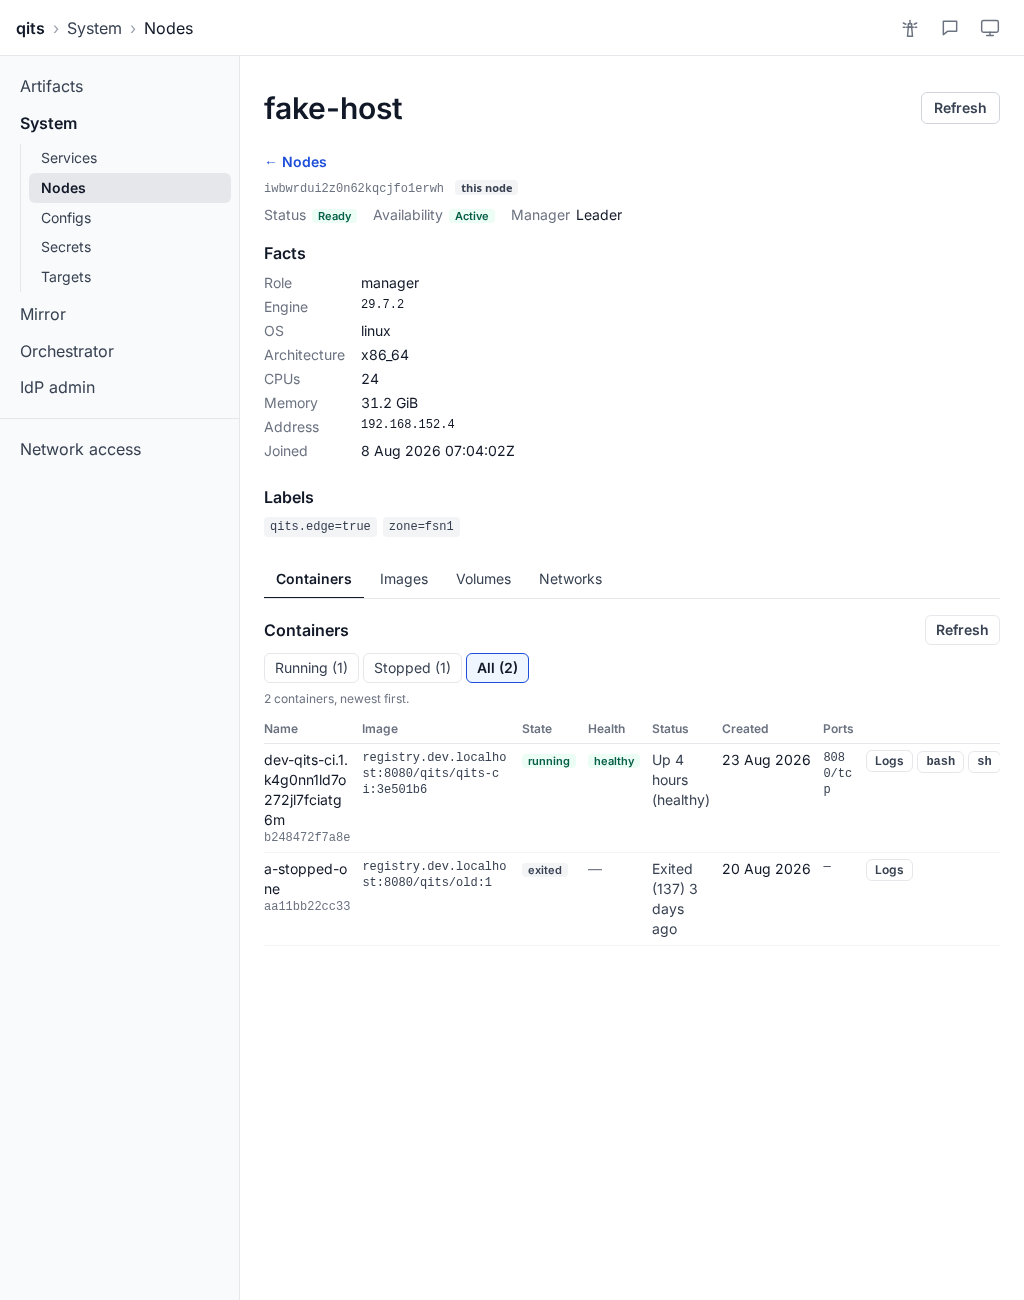 qits › System › Nodes
Artifacts
System
Services
Nodes
Configs
Secrets
Targets
Mirror
Orchestrator
IdP admin
Network access
fake-host
Refresh
← Nodes
iwbwrdui2z0n62kqcjfo1erwh this node
Status Ready Availability Active Manager Leader
Facts
Role manager
Engine 29.7.2
OS linux
Architecture x86_64
CPUs 24
Memory 31.2 GiB
Address 192.168.152.4
Joined 8 Aug 2026 07:04:02Z
Labels
qits.edge=true zone=fsn1
Containers Images Volumes Networks
Containers
Refresh
Running (1) Stopped (1) All (2)
2 containers, newest first.
Name Image State Health Status Created Ports
dev-qits-ci.1. registry.dev.localho running healthy Up 4 23 Aug 2026 808 Logs bash sh
k4g0nn1ld7o st:8080/qits/qits-c hours 0/tc
272jl7fciatg i:3e501b6 (healthy) p
6m
b248472f7a8e
a-stopped-o registry.dev.localho exited — Exited 20 Aug 2026 — Logs
ne st:8080/qits/old:1 (137) 3
aa11bb22cc33 days
ago